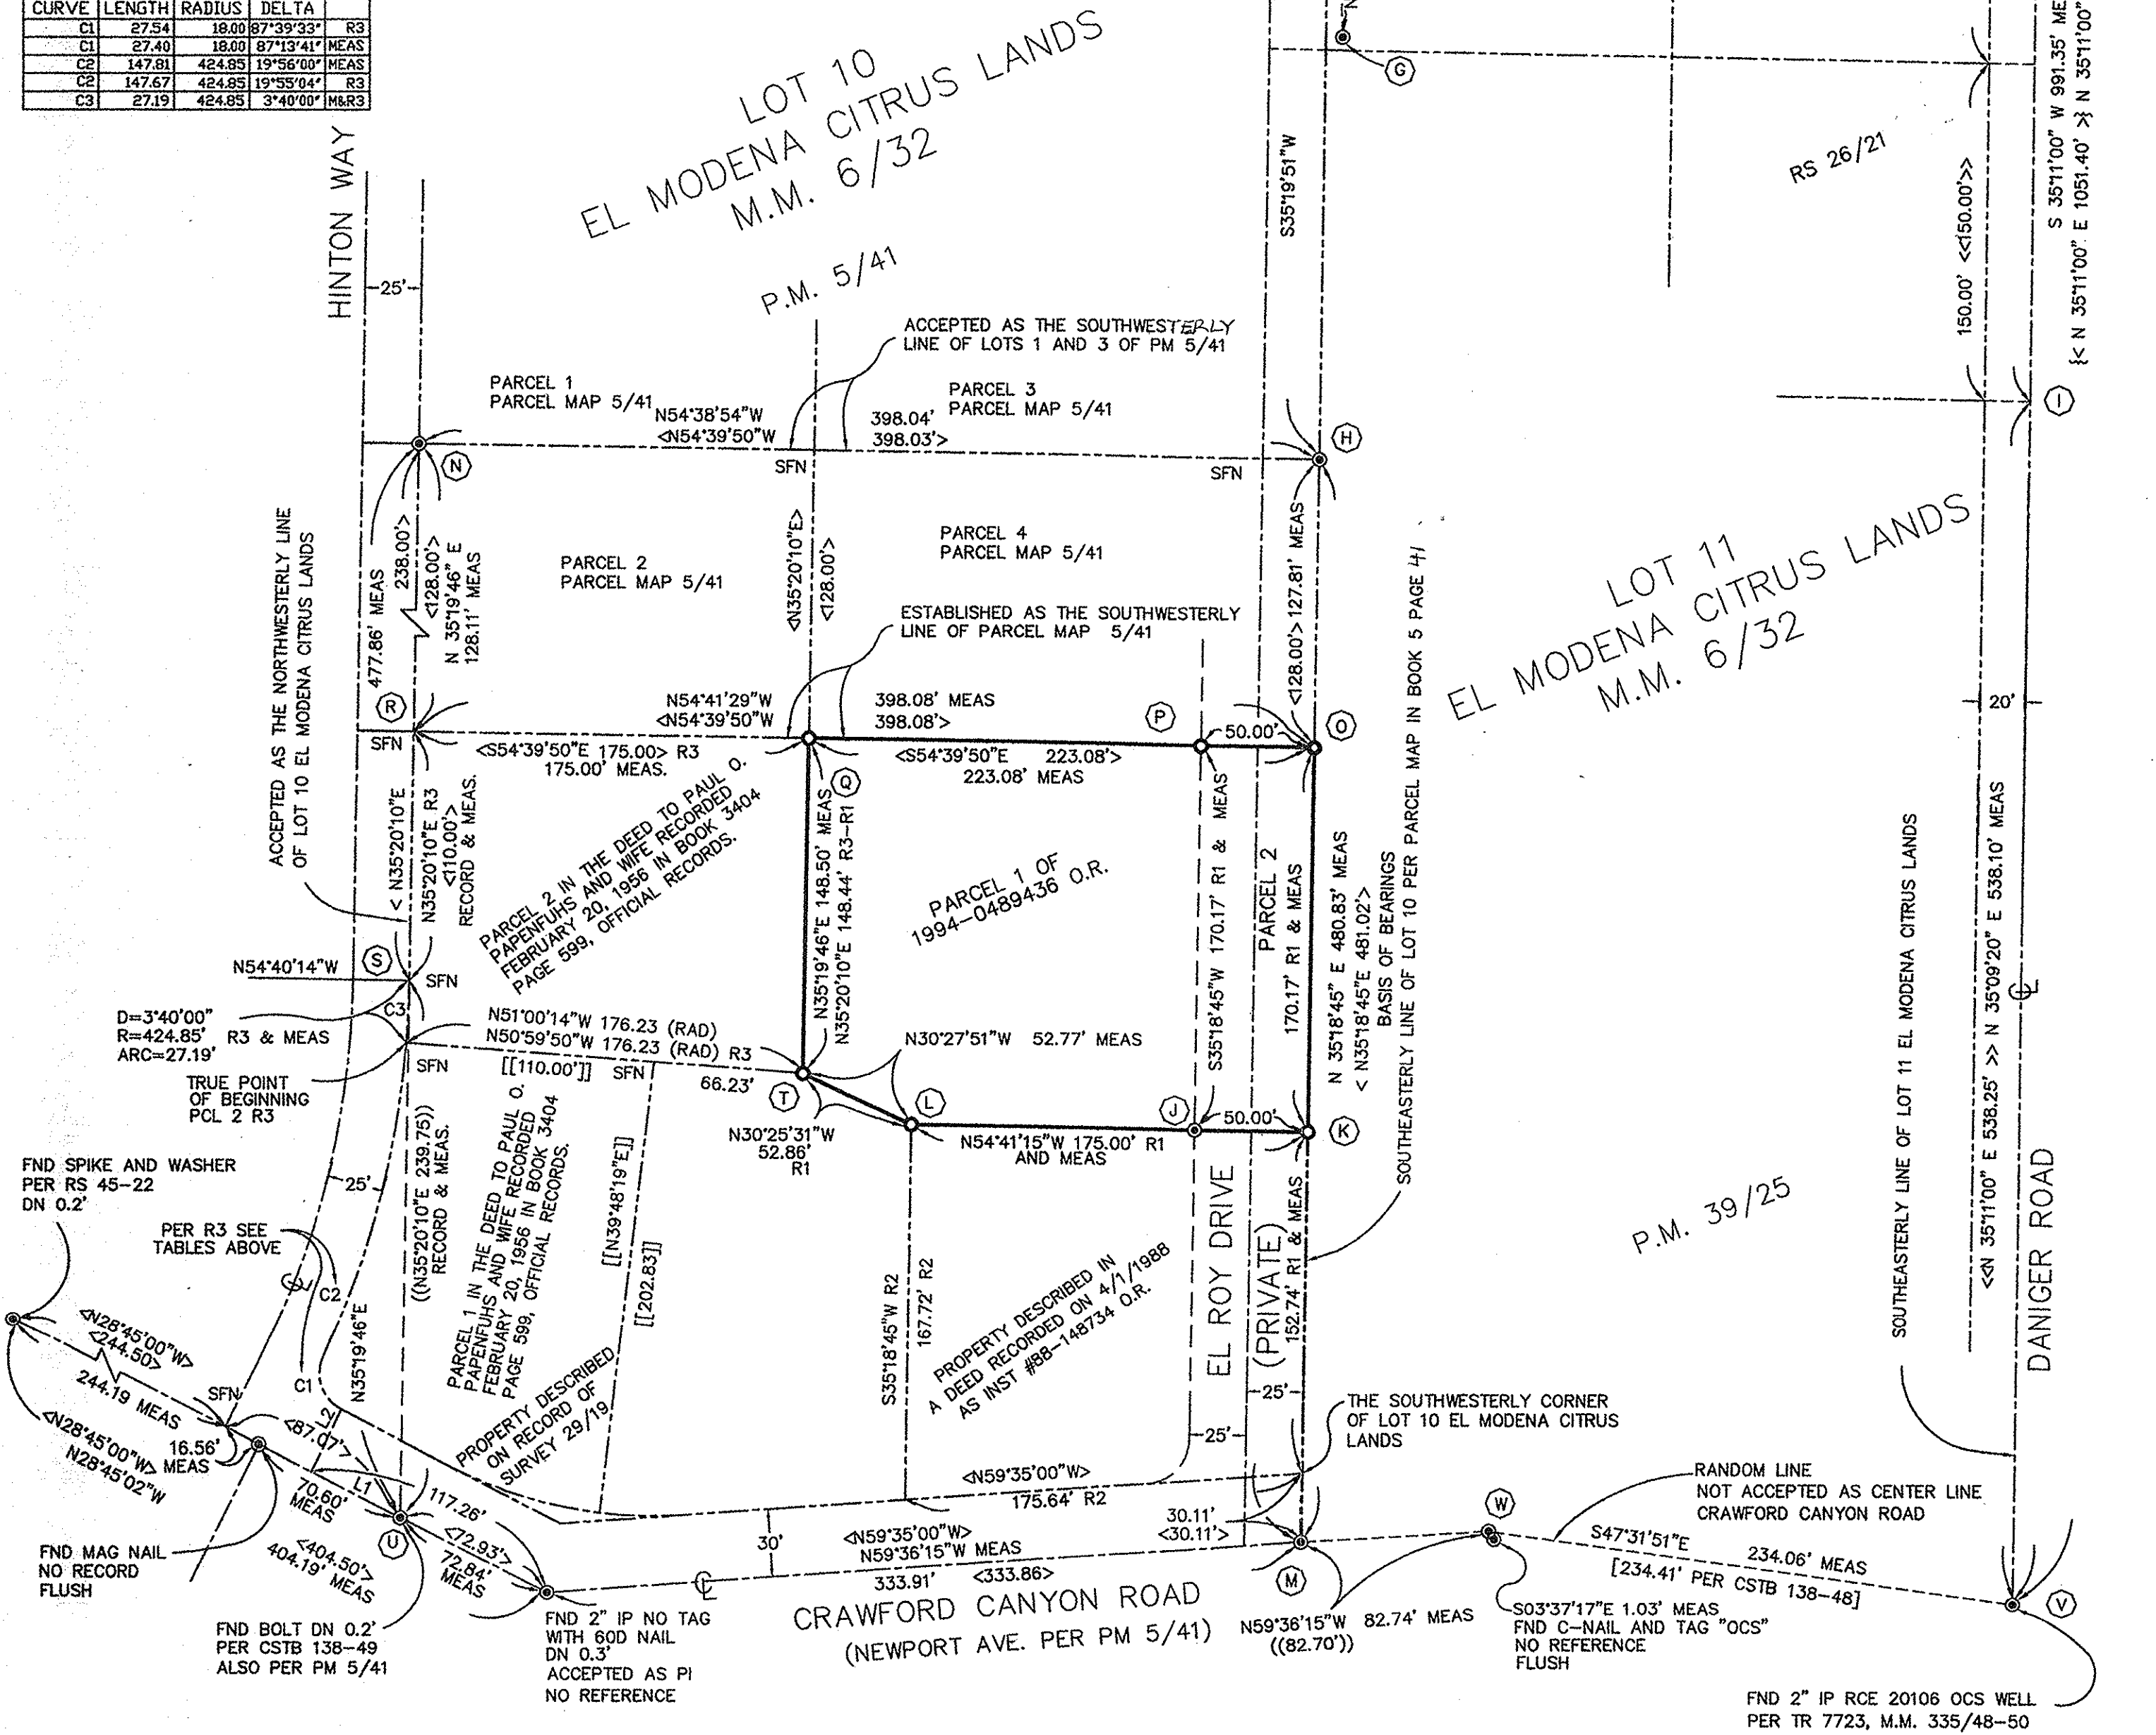 CURVE LENGTH RADIUS DELTA
C1 27.54 18.00 87°39'33" R3
C1 27.40 18.00 87°13'41" MEAS
C2 147.81 424.85 19°56'00" MEAS
C2 147.67 424.85 19°55'04" R3
C3 27.19 424.85 3°40'00" M&R3
HINTON WAY
25'
LOT 10
EL MODENA CITRUS LANDS
M.M. 6/32
P.M. 5/41
S35°19'51"W
G
RS 26/21
150.00' <<150.00'>>
S 35°11'00" W 991.35'
{< N 35°11'00" E 1051.40' >} N 35°11'00"
I
ACCEPTED AS THE SOUTHWESTERLY
LINE OF LOTS 1 AND 3 OF PM 5/41
PARCEL 1
PARCEL MAP 5/41
PARCEL 3
PARCEL MAP 5/41
N54°38'54"W
<N54°39'50"W
398.04'
398.03'>
N
SFN
SFN
H
ACCEPTED AS THE NORTHWESTERLY LINE
OF LOT 10 EL MODENA CITRUS LANDS
477.86' MEAS
238.00'>
<128.00'>
N 35°19'46" E
128.11' MEAS
PARCEL 2
PARCEL MAP 5/41
<N35°20'10"E>
<128.00'>
PARCEL 4
PARCEL MAP 5/41
<128.00'> 127.81' MEAS
ESTABLISHED AS THE SOUTHWESTERLY
LINE OF PARCEL MAP 5/41
LOT 11
EL MODENA CITRUS LANDS
M.M. 6/32
20'
R
SFN
N54°41'29"W
<N54°39'50"W
398.08' MEAS
398.08'>
P
50.00'
O
<S54°39'50"E 175.00> R3
175.00' MEAS.
<S54°39'50"E 223.08'>
223.08' MEAS
Q
< N35°20'10"E
N35°20'10"E R3
<110.00'>
RECORD & MEAS.
PARCEL 2 IN THE DEED TO PAUL O.
PAPENFUHS AND WIFE RECORDED
FEBRUARY 20, 1956 IN BOOK 3404
PAGE 599, OFFICIAL RECORDS.
N35°19'46"E 148.50' MEAS
N35°20'10"E 148.44' R3-R1
PARCEL 1 OF
1994-0489436 O.R.
S35°18'45"W 170.17' R1 & MEAS
PARCEL 2
170.17' R1 & MEAS
N 35°18'45" E 480.83' MEAS
< N35°18'45"E 481.02'>
BASIS OF BEARINGS
SOUTHEASTERLY LINE OF LOT 10 PER PARCEL MAP IN BOOK 5 PAGE 41
SOUTHEASTERLY LINE OF LOT 11 EL MODENA CITRUS LANDS
<<N 35°11'00" E 538.25' >> N 35°09'20" E 538.10' MEAS
CL
DANIGER ROAD
N54°40'14"W
S
SFN
C3
D=3°40'00"
R=424.85'
ARC=27.19'
R3 & MEAS
TRUE POINT
OF BEGINNING
PCL 2 R3
N51°00'14"W 176.23 (RAD)
N50°59'50"W 176.23 (RAD) R3
SFN
[[110.00']]
SFN
66.23'
T
N30°27'51"W 52.77' MEAS
L
N30°25'31"W
52.86'
R1
J
50.00'
K
N54°41'15"W 175.00' R1
AND MEAS
FND SPIKE AND WASHER
PER RS 45-22
DN 0.2'
25'
PER R3 SEE
TABLES ABOVE
CL
C2
C1
N35°19'46"E
((N35°20'10"E 239.75))
RECORD & MEAS.
PARCEL 1 IN THE DEED TO PAUL O.
PAPENFUHS AND WIFE RECORDED
FEBRUARY 20, 1956 IN BOOK 3404
PAGE 599, OFFICIAL RECORDS.
[[N39°48'19"E]]
[[202.83]]
PROPERTY DESCRIBED
ON RECORD OF
SURVEY 29/19
S35°18'45"W R2
167.72' R2
PROPERTY DESCRIBED IN
A DEED RECORDED ON 4/1/1988
AS INST #88-148734 O.R.
EL ROY DRIVE
(PRIVATE)
152.74' R1 & MEAS
25'
25'
P.M. 39/25
THE SOUTHWESTERLY CORNER
OF LOT 10 EL MODENA CITRUS
LANDS
<N28°45'00"W>
<244.50>
244.19 MEAS
SFN
<87.07'>
L2
<N28°45'00"W>
N28°45'02"W
16.56'
MEAS
70.60'
MEAS
L1
117.26'
U
<72.93'>
72.84'
MEAS
<404.50'>
404.19' MEAS
FND MAG NAIL
NO RECORD
FLUSH
FND BOLT DN 0.2'
PER CSTB 138-49
ALSO PER PM 5/41
FND 2" IP NO TAG
WITH 60D NAIL
DN 0.3'
ACCEPTED AS PI
NO REFERENCE
<N59°35'00"W>
175.64' R2
30'
<N59°35'00"W>
N59°36'15"W MEAS
333.91' <333.86>
CL
30.11'
<30.11'>
M
CRAWFORD CANYON ROAD
(NEWPORT AVE. PER PM 5/41)
N59°36'15"W 82.74' MEAS
((82.70'))
W
RANDOM LINE
NOT ACCEPTED AS CENTER LINE
CRAWFORD CANYON ROAD
S47°31'51"E 234.06' MEAS
[234.41' PER CSTB 138-48]
S03°37'17"E 1.03' MEAS
FND C-NAIL AND TAG "OCS"
NO REFERENCE
FLUSH
V
FND 2" IP RCE 20106 OCS WELL
PER TR 7723, M.M. 335/48-50